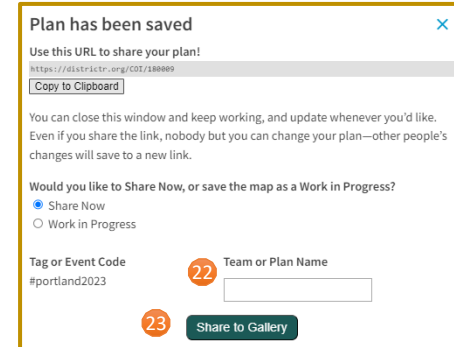 Plan has been saved
×
Use this URL to share your plan!
https://districtr.org/COI/180009
Copy to Clipboard
You can close this window and keep working, and update whenever you'd like.
Even if you share the link, nobody but you can change your plan—other people's
changes will save to a new link.
Would you like to Share Now, or save the map as a Work in Progress?
Share Now
Work in Progress
Tag or Event Code
#portland2023
22 Team or Plan Name
23 Share to Gallery